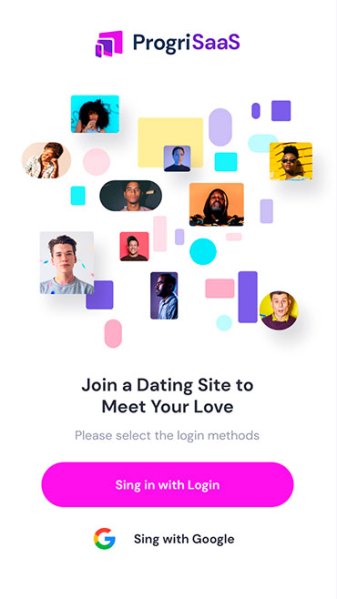 ProgriSaaS
Join a Dating Site to
Meet Your Love
Please select the login methods
Sing in with Login
Sing with Google